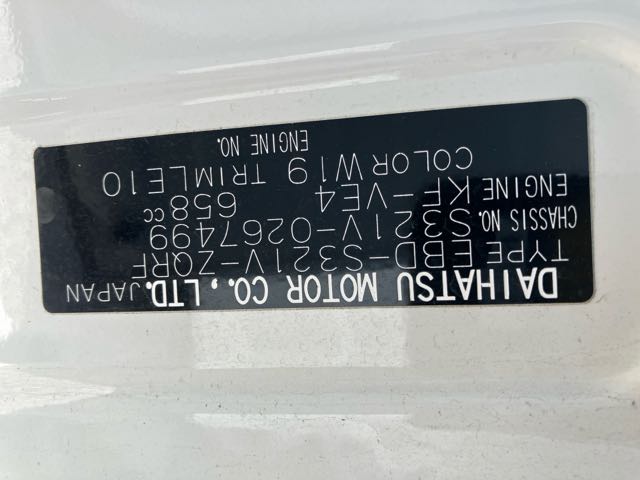 DAIHATSU MOTOR CO., LTD. JAPAN
TYPE EBD-S321V-ZQRF
CHASSIS NO. S321V-0267499
ENGINE KF-VE4 658cc
COLOR W19 TRIM LE10
ENGINE NO.